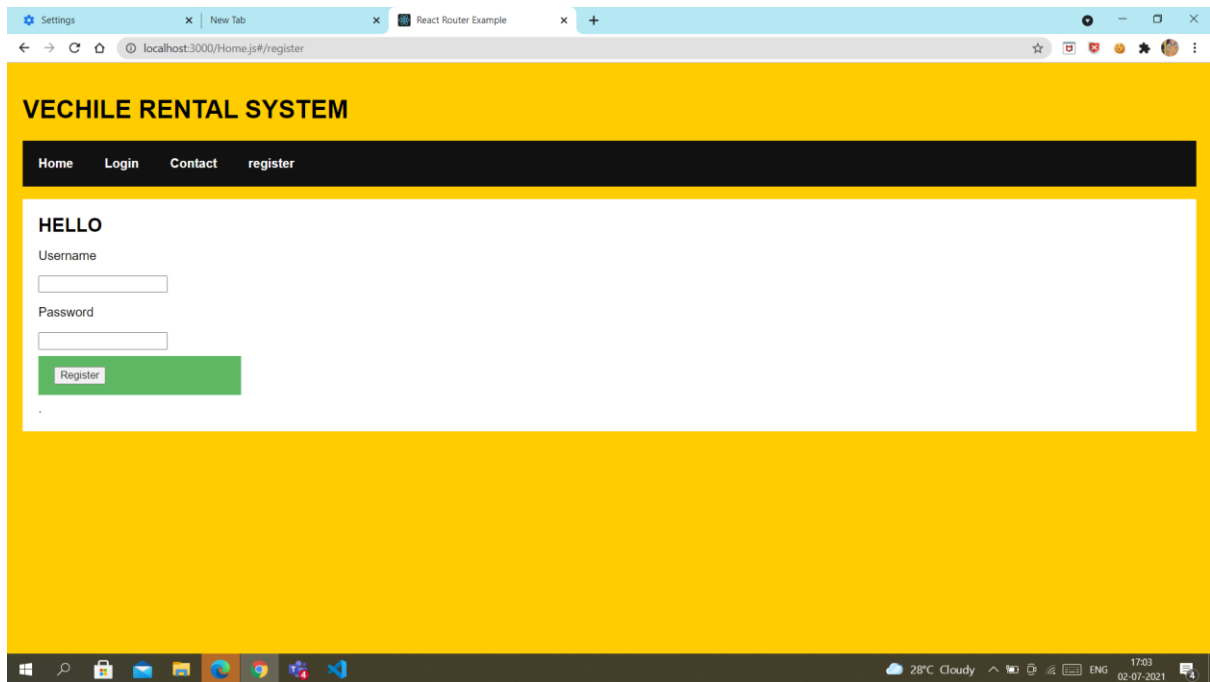 Settings
New Tab
React Router Example
localhost:3000/Home.js#/register
VECHILE RENTAL SYSTEM
Home Login Contact register
HELLO
Username
Password
Register
.
28°C Cloudy ENG 17:03
02-07-2021
4